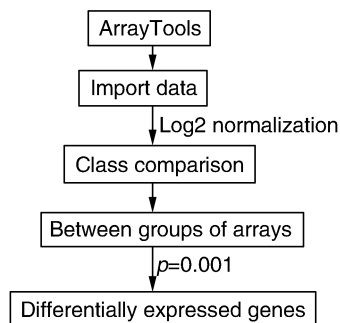 ArrayTools
Import data
Log2 normalization
Class comparison
Between groups of arrays
p=0.001
Differentially expressed genes